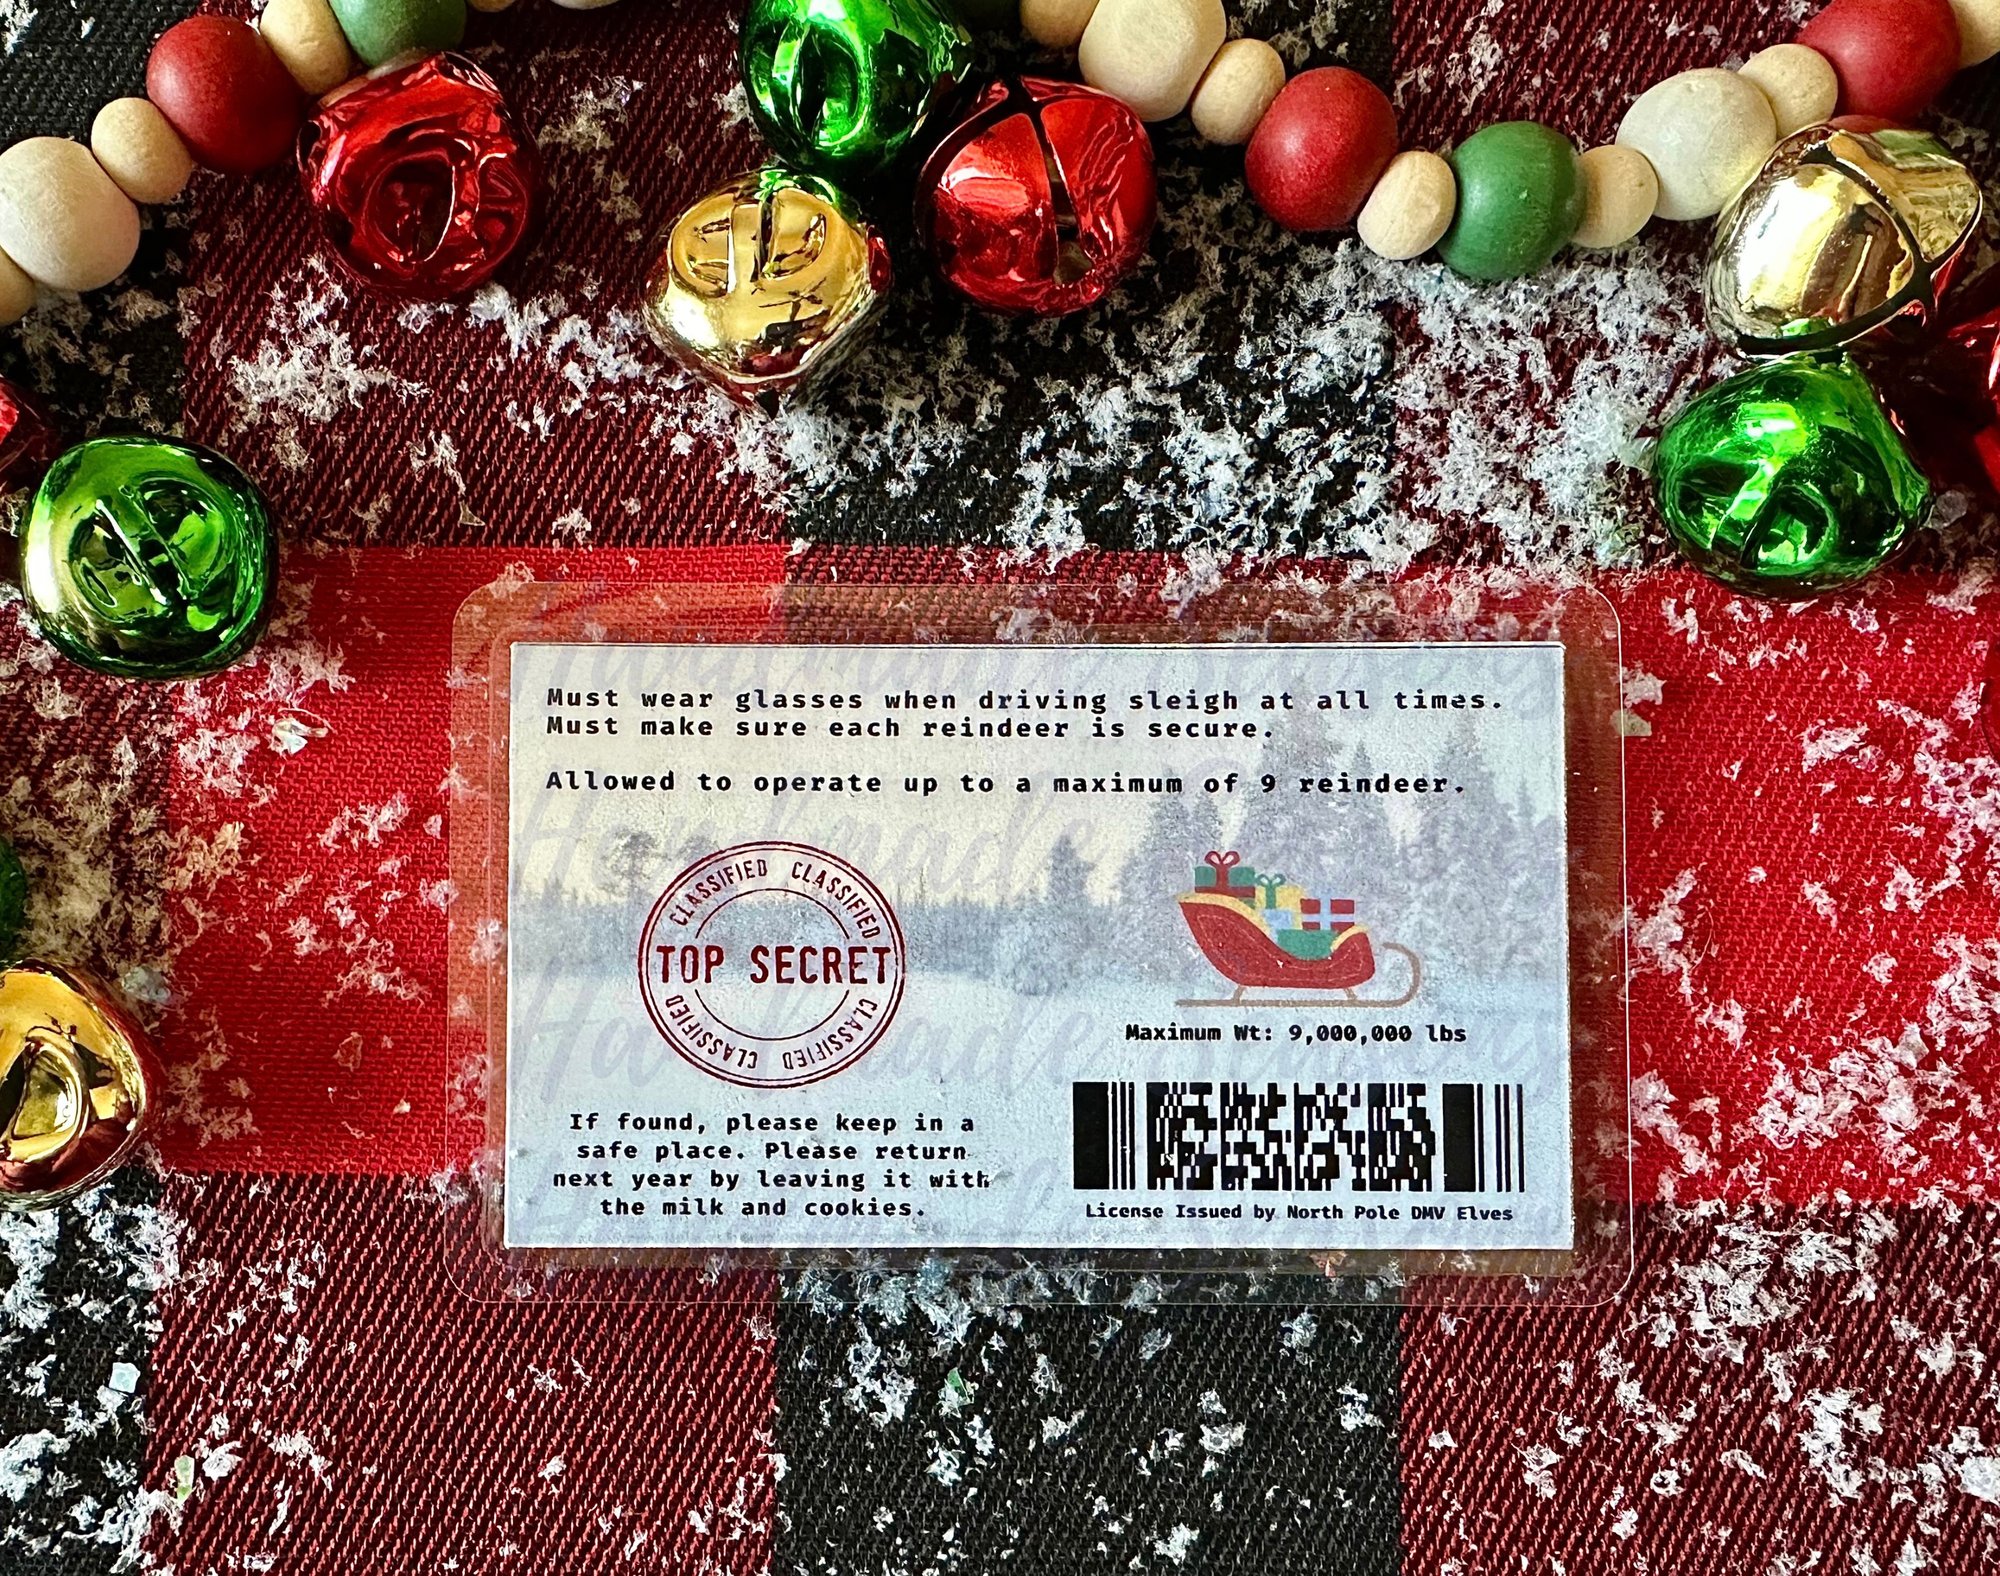 Must wear glasses when driving sleigh at all times.
Must make sure each reindeer is secure.
Allowed to operate up to a maximum of 9 reindeer.
CLASSIFIED CLASSIFIED
TOP SECRET
CLASSIFIED CLASSIFIED
Maximum Wt: 9,000,000 lbs
If found, please keep in a
safe place. Please return
next year by leaving it with
the milk and cookies.
License Issued by North Pole DMV Elves
Handmade
Handmade
Handmade